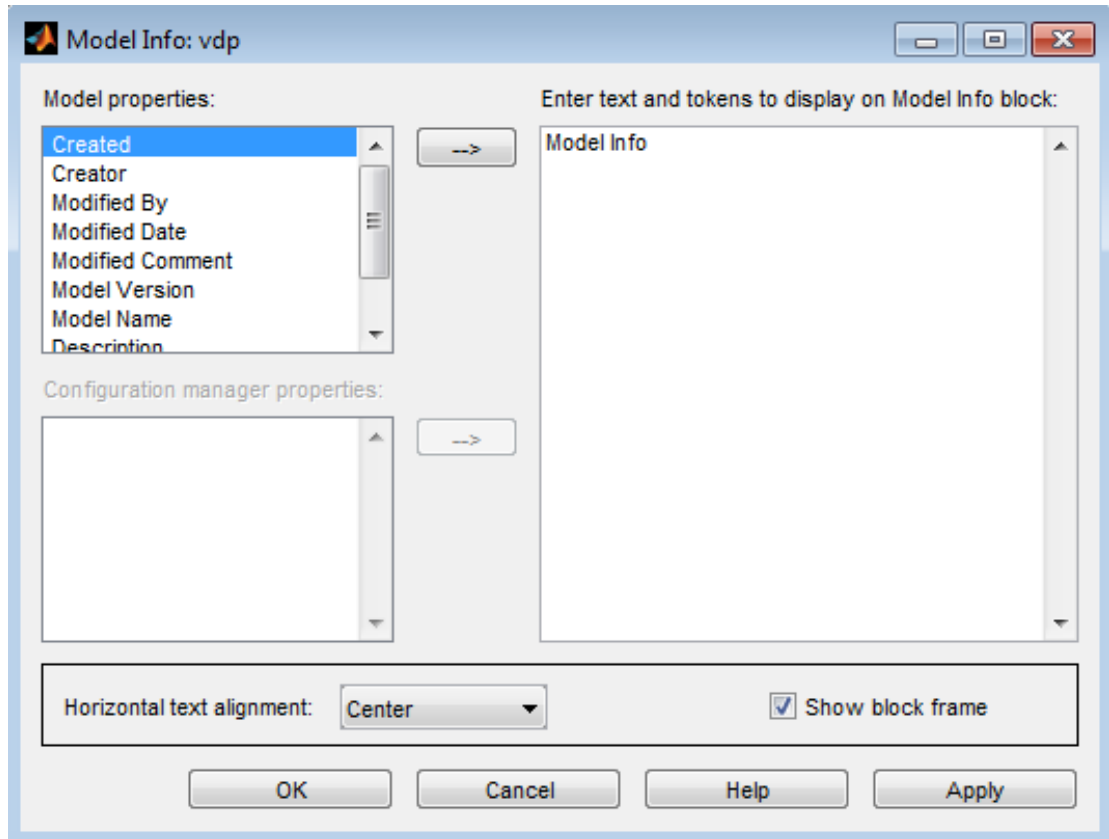 Model Info: vdp
Model properties:
Enter text and tokens to display on Model Info block:
Created
Creator
Modified By
Modified Date
Modified Comment
Model Version
Model Name
Description
-->
Model Info
Configuration manager properties:
-->
Horizontal text alignment:
Center
Show block frame
OK
Cancel
Help
Apply